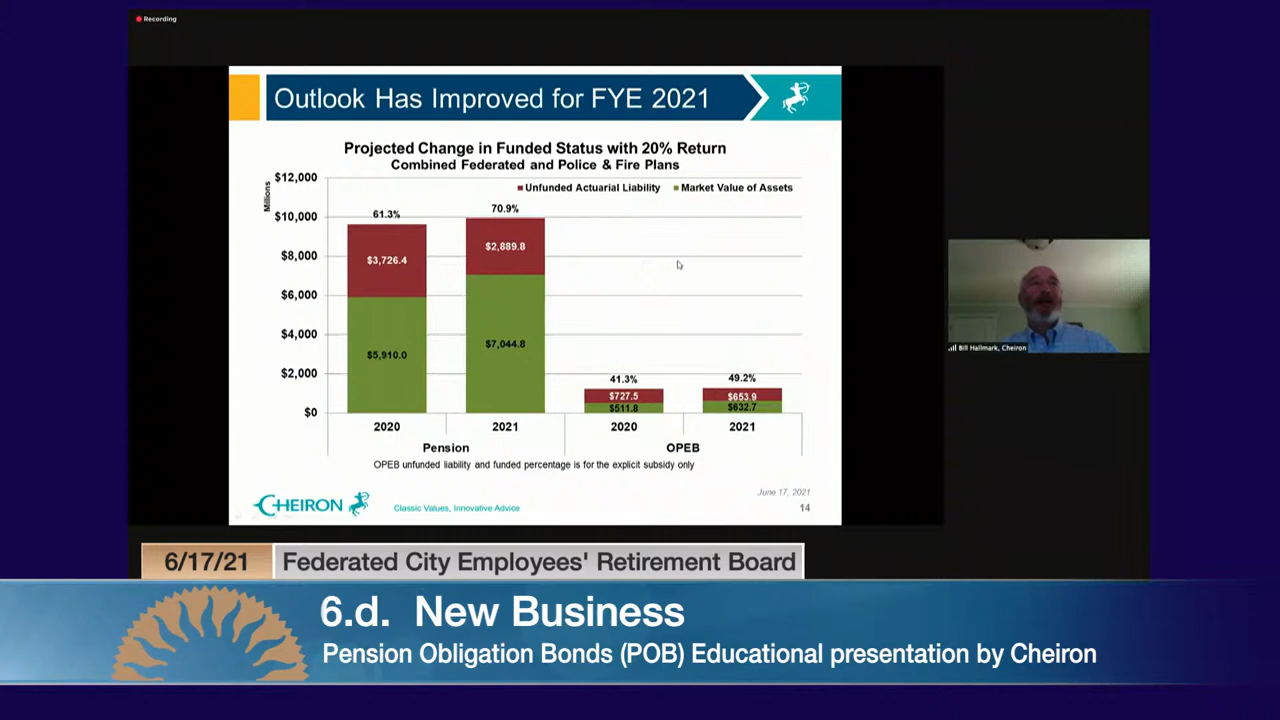 Recording
Outlook Has Improved for FYE 2021
Projected Change in Funded Status with 20% Return
Combined Federated and Police & Fire Plans
Millions
$12,000
$10,000
$8,000
$6,000
$4,000
$2,000
$0
Unfunded Actuarial Liability
Market Value of Assets
61.3%
$3,726.4
$5,910.0
70.9%
$2,889.8
$7,044.8
41.3%
$727.5
$511.8
49.2%
$653.9
$632.7
2020
2021
2020
2021
Pension
OPEB
OPEB unfunded liability and funded percentage is for the explicit subsidy only
CHEIRON
Classic Values, Innovative Advice
June 17, 2021
14
Bill Hallmark, Cheiron
6/17/21
Federated City Employees' Retirement Board
6.d. New Business
Pension Obligation Bonds (POB) Educational presentation by Cheiron